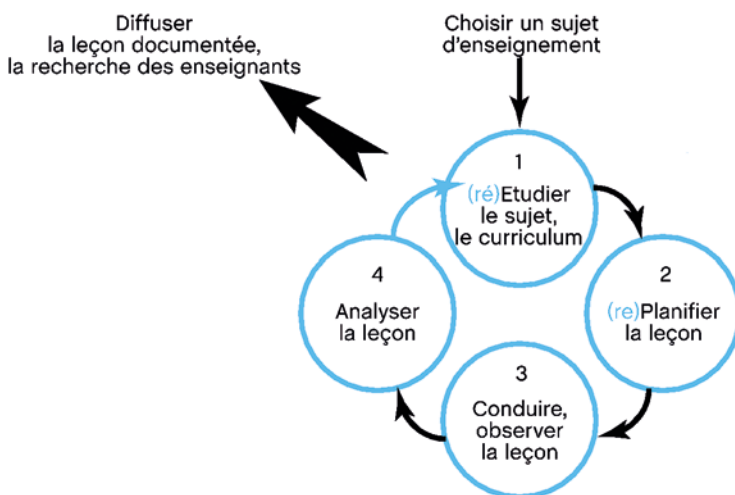 Diffuser
la leçon documentée,
la recherche des enseignants
Choisir un sujet
d'enseignement
1
(ré)Etudier
le sujet,
le curriculum
2
(re)Planifier
la leçon
3
Conduire,
observer
la leçon
4
Analyser
la leçon